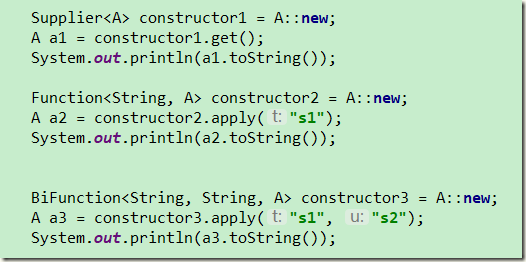 Supplier<A> constructor1 = A::new;
A a1 = constructor1.get();
System.out.println(a1.toString());
Function<String, A> constructor2 = A::new;
A a2 = constructor2.apply( t: "s1");
System.out.println(a2.toString());
BiFunction<String, String, A> constructor3 = A::new;
A a3 = constructor3.apply( t: "s1", u: "s2");
System.out.println(a3.toString());